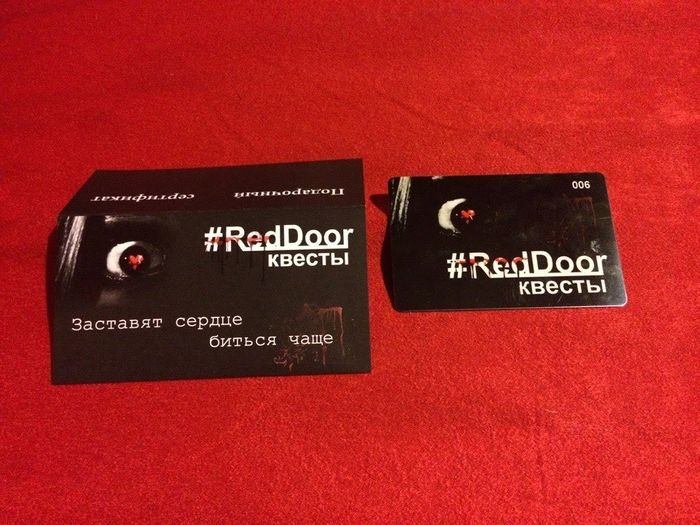 Подарочный сертификат
#RedDoor
квесты
Заставят сердце
биться чаще
006
#RedDoor
квесты